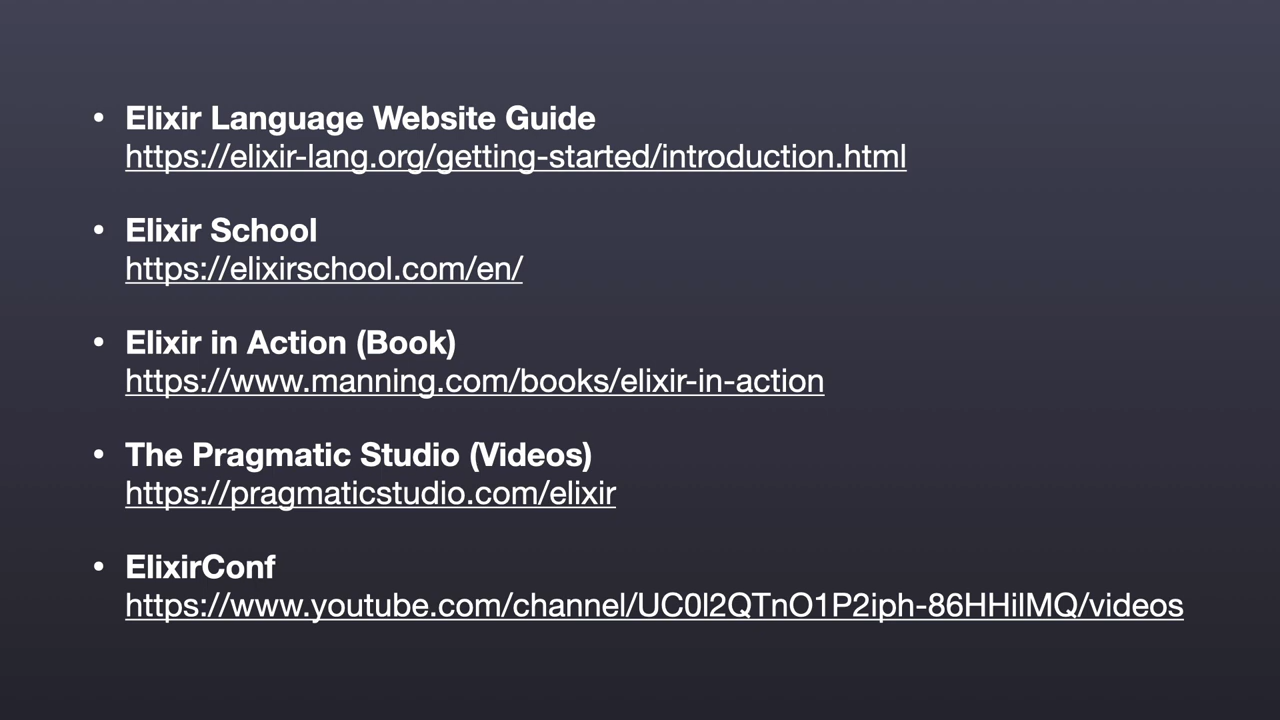 • Elixir Language Website Guide
https://elixir-lang.org/getting-started/introduction.html
• Elixir School
https://elixirschool.com/en/
• Elixir in Action (Book)
https://www.manning.com/books/elixir-in-action
• The Pragmatic Studio (Videos)
https://pragmaticstudio.com/elixir
• ElixirConf
https://www.youtube.com/channel/UC0l2QTnO1P2iph-86HHilMQ/videos